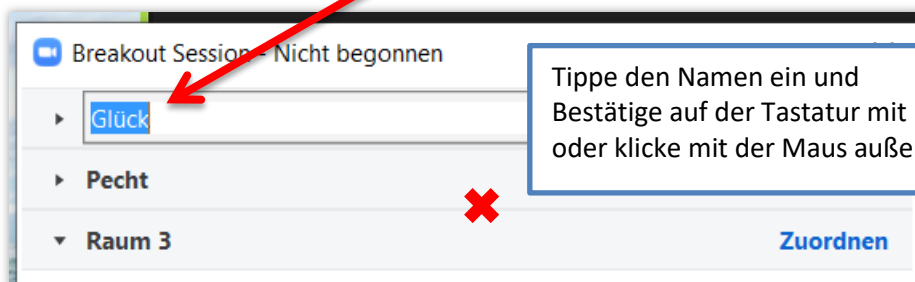 Breakout Session - Nicht begonnen
Glück
Tippe den Namen ein und
Bestätige auf der Tastatur mit
oder klicke mit der Maus auße
Pecht
Raum 3
Zuordnen